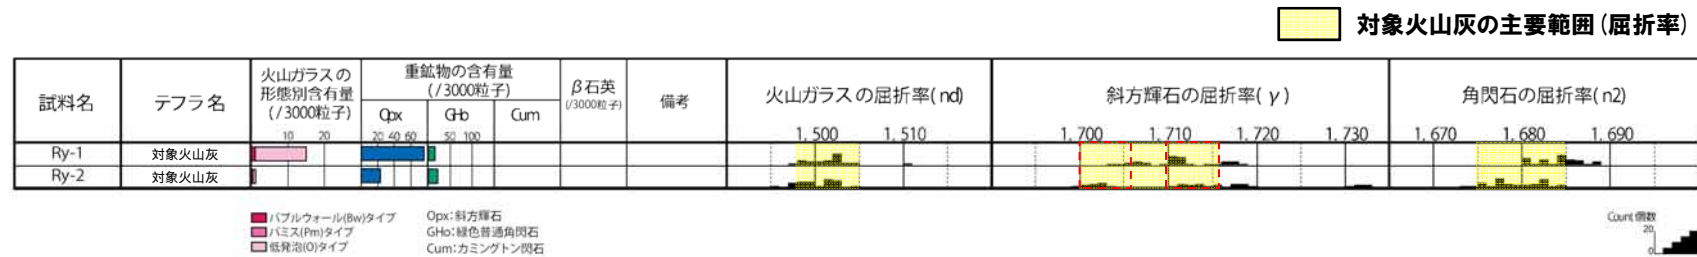 対象火山灰の主要範囲(屈折率)
試料名
テフラ名
火山ガラスの
形態別含有量
(/3000粒子)
10 20
重鉱物の含有量
(/3000粒子)
Opx GHo Cum
20 40 60 50 100
β石英
(/3000粒子)
備考
火山ガラスの屈折率(nd)
1.500 1.510
斜方輝石の屈折率(γ)
1.700 1.710 1.720 1.730
角閃石の屈折率(n2)
1.670 1.680 1.690
Ry-1 対象火山灰
Ry-2 対象火山灰
バブルウォール(Bw)タイプ
パミス(Pm)タイプ
低発泡(O)タイプ
Opx:斜方輝石
GHo:緑色普通角閃石
Cum:カミングトン閃石
Count 個数
20
0